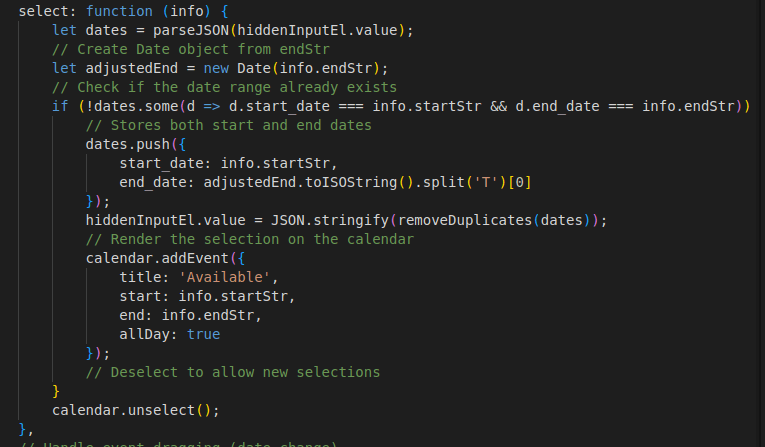 select: function (info) {
let dates = parseJSON(hiddenInputEl.value);
// Create Date object from endStr
let adjustedEnd = new Date(info.endStr);
// Check if the date range already exists
if (!dates.some(d => d.start_date === info.startStr && d.end_date === info.endStr))
// Stores both start and end dates
dates.push({
start_date: info.startStr,
end_date: adjustedEnd.toISOString().split('T')[0]
});
hiddenInputEl.value = JSON.stringify(removeDuplicates(dates));
// Render the selection on the calendar
calendar.addEvent({
title: 'Available',
start: info.startStr,
end: info.endStr,
allDay: true
});
// Deselect to allow new selections
}
calendar.unselect();
},
// Handle event dragging (date change)